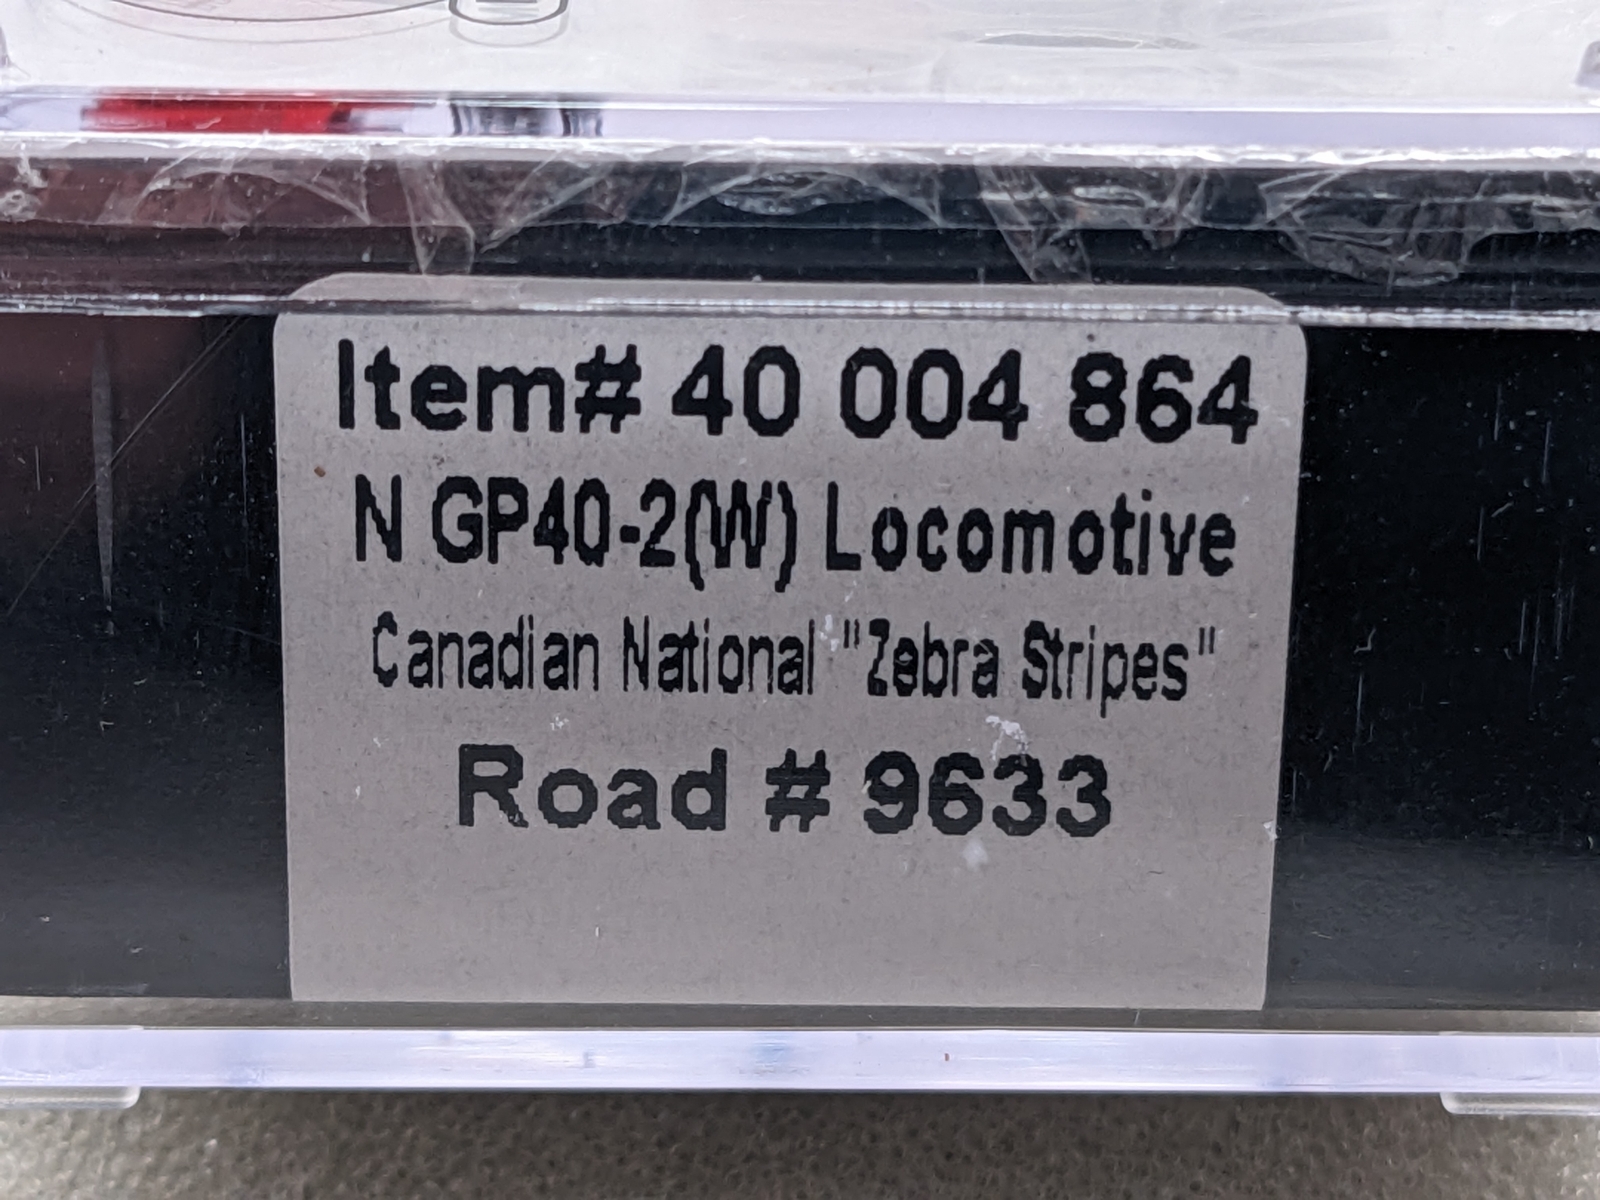 Item# 40 004 864
N GP40-2(W) Locomotive
Canadian National "Zebra Stripes"
Road # 9633